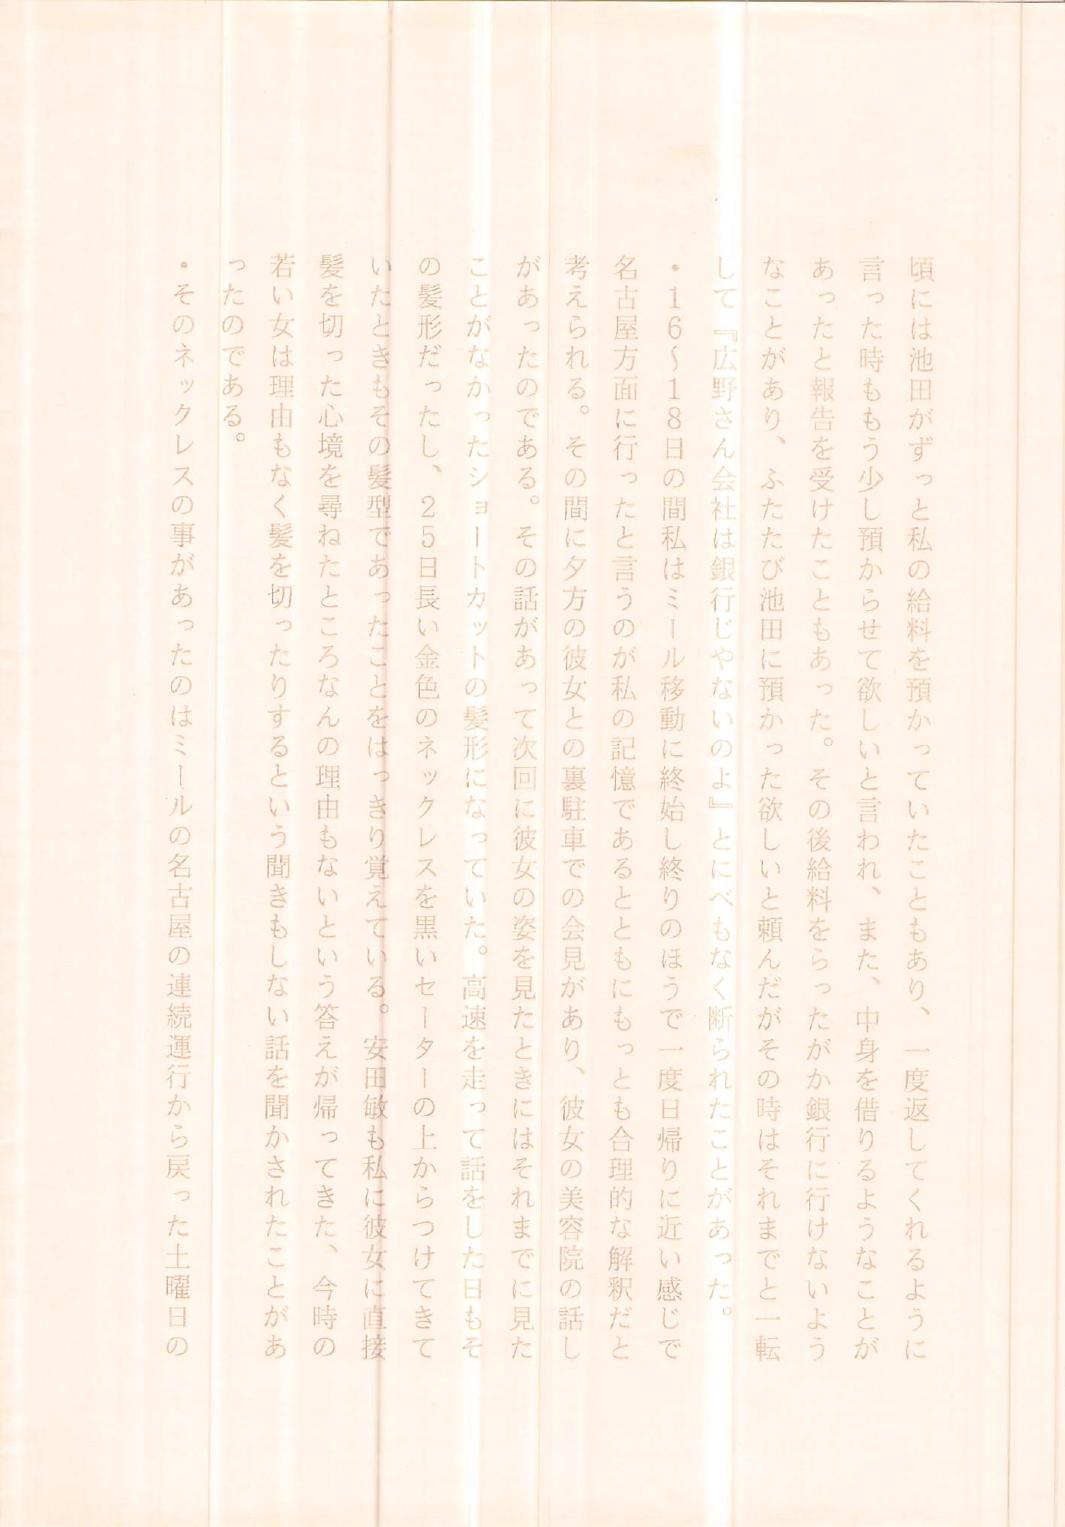 頃には池田がずっと私の給料を預かっていたこともあり、一度返してくれるように
言った時ももう少し預からせて欲しいと言われ、また、中身を借りるようなことが
あったと報告を受けたこともあった。その後給料をらったがか銀行に行けないよう
なことがあり、ふたたび池田に預かった欲しいと頼んだがその時はそれまでと一転
して『広野さん会社は銀行じゃないのよ』とにべもなく断られたことがあった。
・１６～１８日の間私はミール移動に終始し終りのほうで一度日帰りに近い感じで
名古屋方面に行ったと言うのが私の記憶であるとともにもっとも合理的な解釈だと
考えられる。その間に夕方の彼女との裏駐車での会見があり、彼女の美容院の話し
があったのである。その話があって次回に彼女の姿を見たときにはそれまでに見た
ことがなかったショートカットの髪形になっていた。高速を走って話をした日もそ
の髪形だったし、２５日長い金色のネックレスを黒いセーターの上からつけてきて
いたときもその髪型であったことをはっきり覚えている。安田敏も私に彼女に直接
髪を切った心境を尋ねたところなんの理由もないという答えが帰ってきた、今時の
若い女は理由もなく髪を切ったりするという聞きもしない話を聞かされたことがあ
ったのである。
・そのネックレスの事があったのはミールの名古屋の連続運行から戻った土曜日の